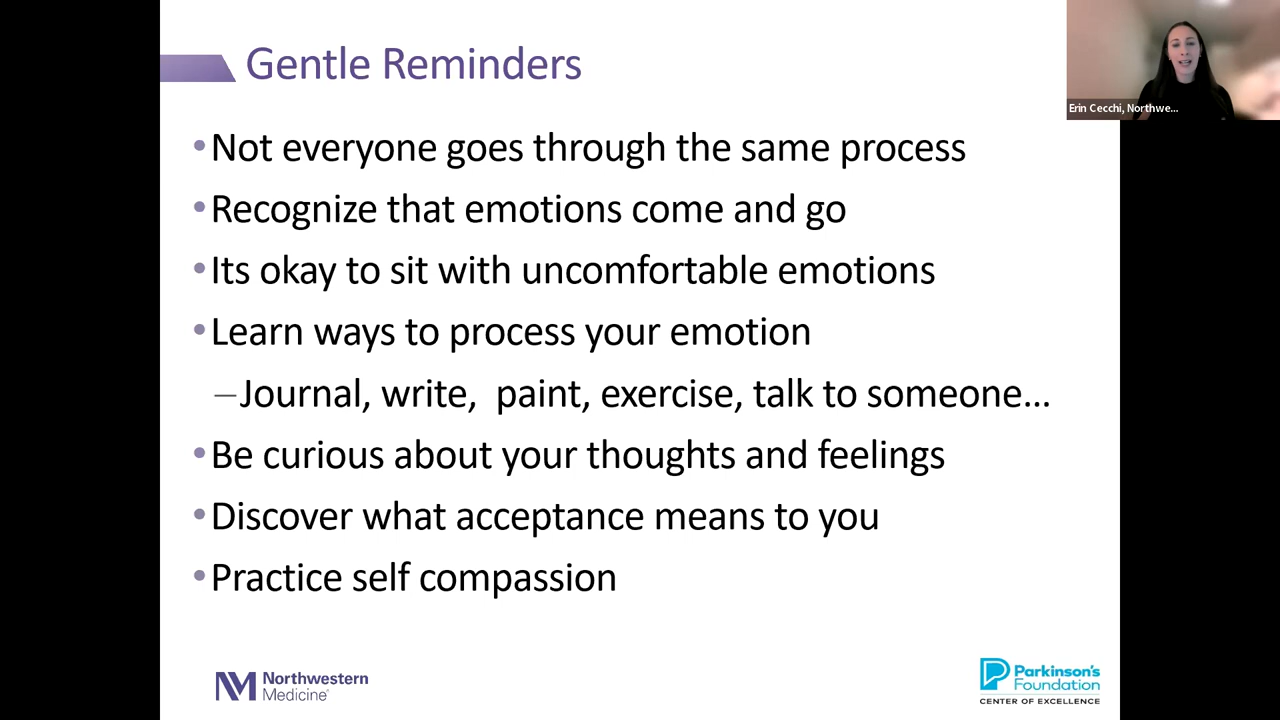 Gentle Reminders
Erin Cecchi, Northwe...
•Not everyone goes through the same process
•Recognize that emotions come and go
•Its okay to sit with uncomfortable emotions
•Learn ways to process your emotion
–Journal, write,  paint, exercise, talk to someone…
•Be curious about your thoughts and feelings
•Discover what acceptance means to you
•Practice self compassion
NM Northwestern
Medicine®
Parkinson's
Foundation
CENTER OF EXCELLENCE